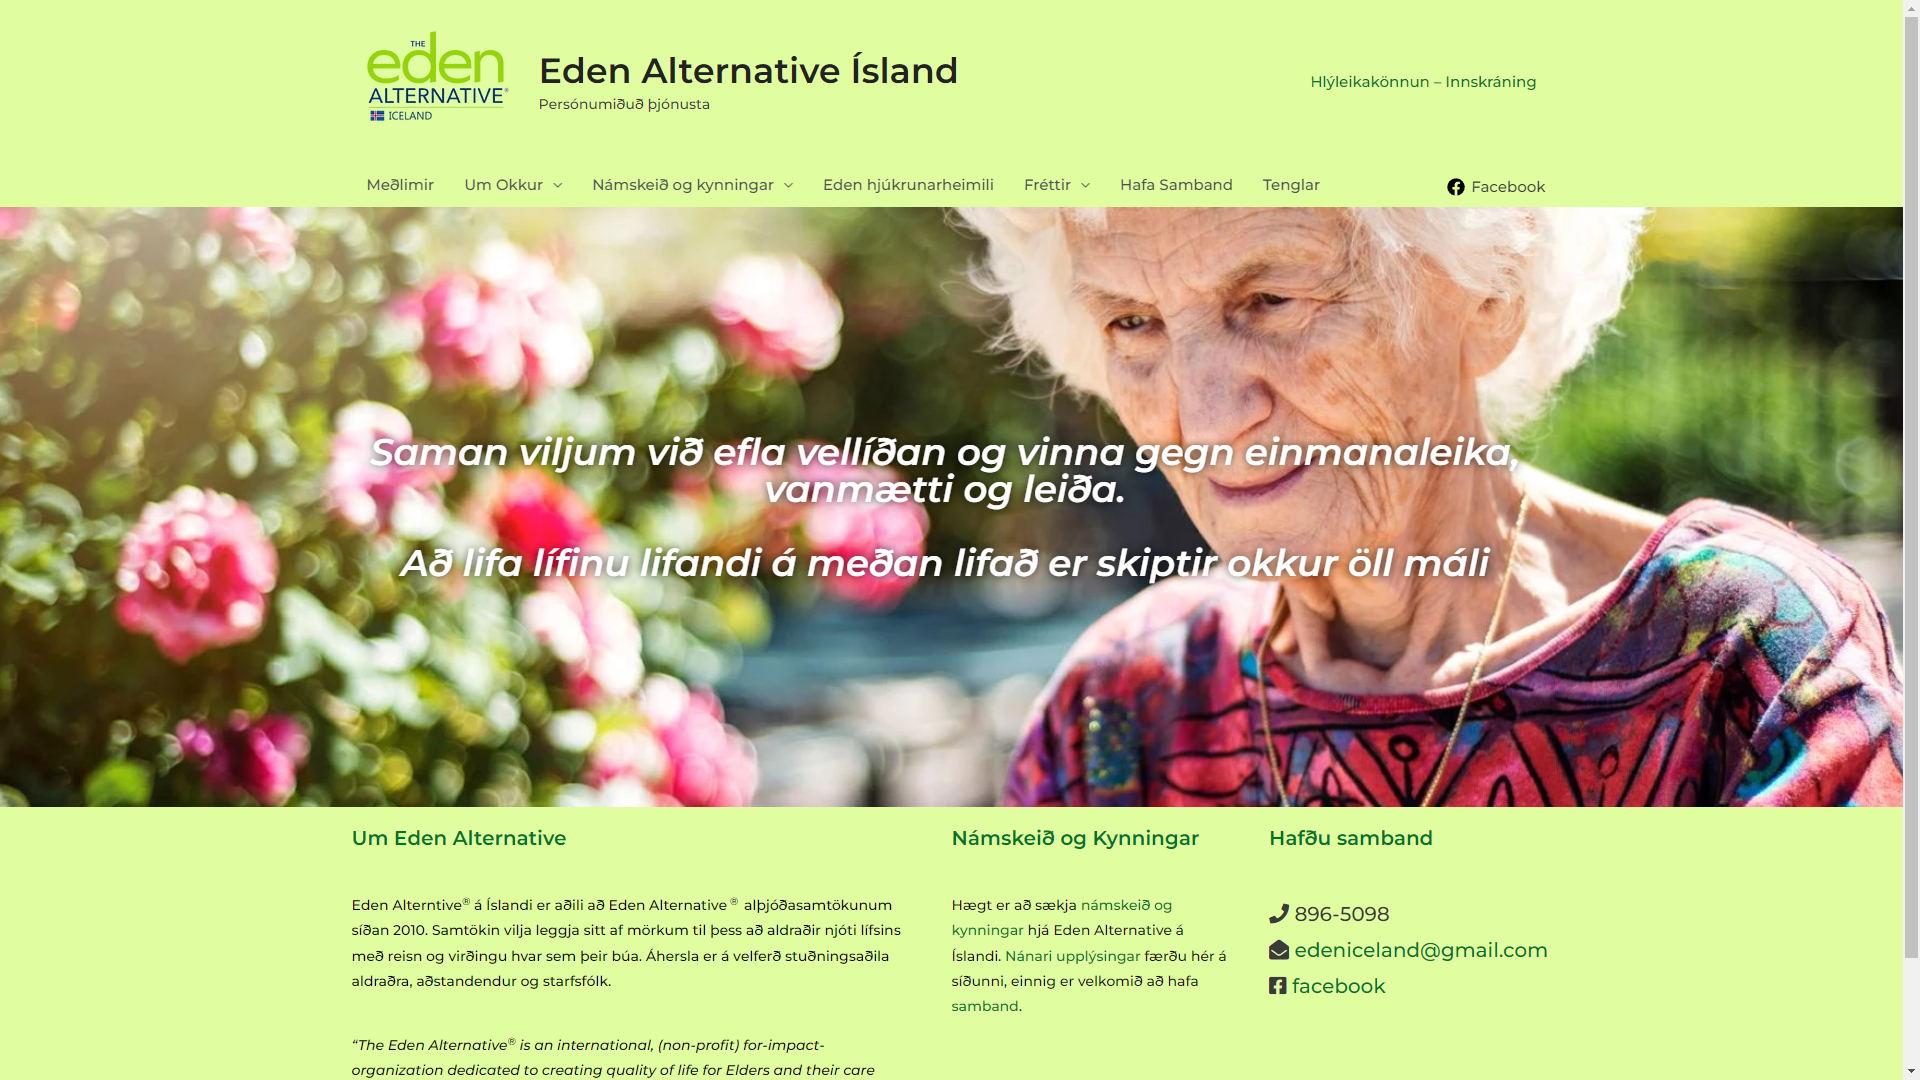 THE
eden
ALTERNATIVE®
ICELAND
Eden Alternative Ísland
Persónumiðuð þjónusta
Hlýleikakönnun – Innskráning
Meðlimir
Um Okkur
Námskeið og kynningar
Eden hjúkrunarheimili
Fréttir
Hafa Samband
Tenglar
Facebook
Saman viljum við efla vellíðan og vinna gegn einmanaleika,
vanmætti og leiða.
Að lifa lífinu lifandi á meðan lifað er skiptir okkur öll máli
Um Eden Alternative
Eden Alterntive® á Íslandi er aðili að Eden Alternative ® alþjóðasamtökunum
síðan 2010. Samtökin vilja leggja sitt af mörkum til þess að aldraðir njóti lífsins
með reisn og virðingu hvar sem þeir búa. Áhersla er á velferð stuðningsaðila
aldraðra, aðstandendur og starfsfólk.
“The Eden Alternative® is an international, (non-profit) for-impact-
organization dedicated to creating quality of life for Elders and their care
Námskeið og Kynningar
Hægt er að sækja námskeið og
kynningar hjá Eden Alternative á
Íslandi. Nánari upplýsingar færðu hér á
síðunni, einnig er velkomið að hafa
samband.
Hafðu samband
896-5098
edeniceland@gmail.com
facebook